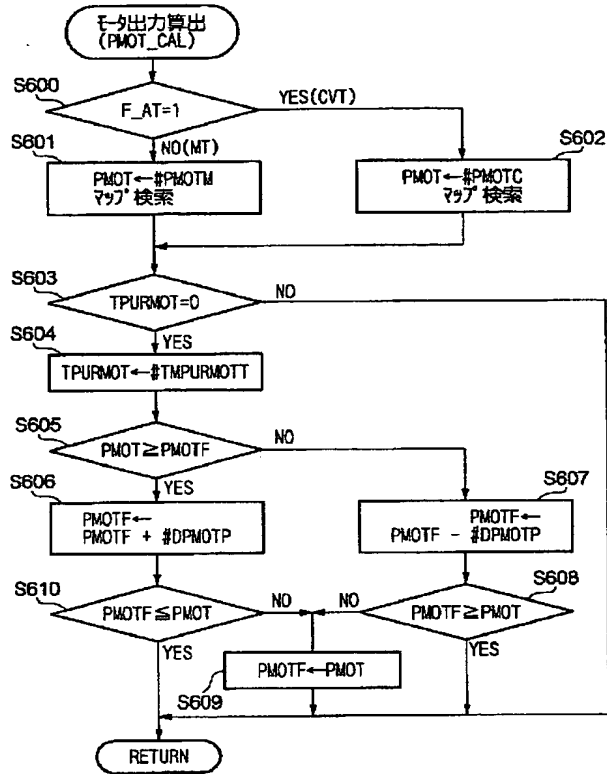 モータ出力算出
(PMOT_CAL)
S600
F_AT=1
YES(CVT)
NO(MT)
S601
PMOT←#PMOTM
マップ 検索
S602
PMOT←#PMOTC
マップ 検索
S603
TPURMOT=0
NO
YES
S604
TPURMOT←#TMPURMOTT
S605
PMOT≧PMOTF
NO
YES
S606
PMOTF←
PMOTF + #DPMOTP
S607
PMOTF←
PMOTF - #DPMOTP
S610
PMOTF≦PMOT
NO
YES
S608
NO
PMOTF≧PMOT
YES
PMOTF←PMOT
S609
RETURN